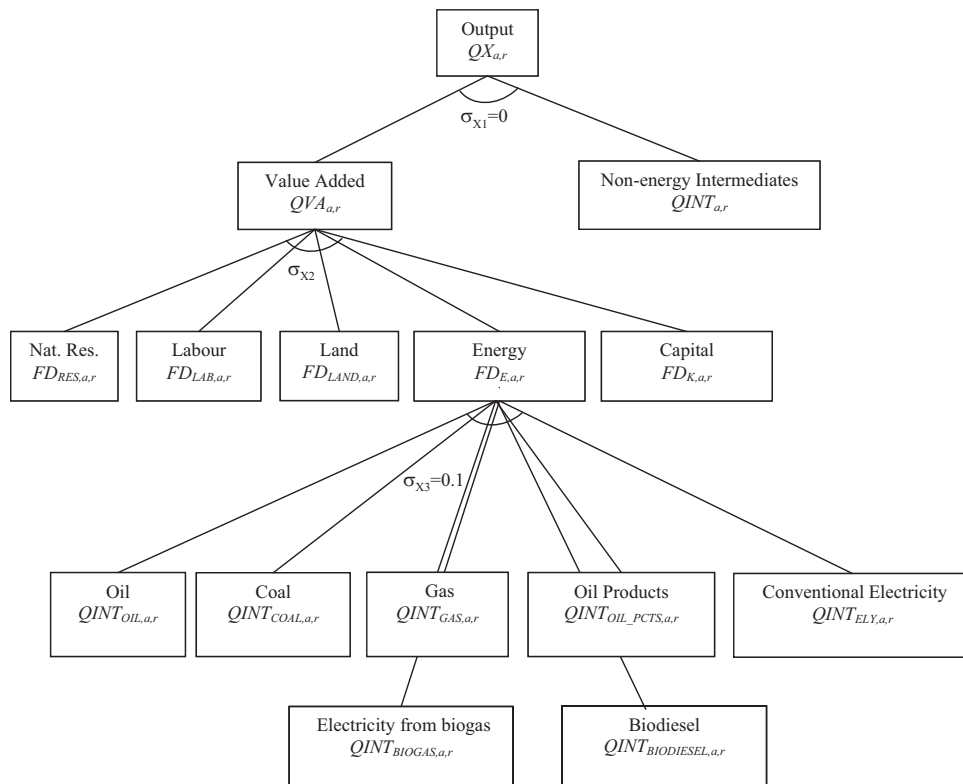 Output
QXa,r
σX1=0
Value Added
QVAa,r
Non-energy Intermediates
QINTa,r
σX2
Nat. Res.
FDRES,a,r
Labour
FDLAB,a,r
Land
FDLAND,a,r
Energy
FDE,a,r
Capital
FDK,a,r
σX3=0.1
Oil
QINTOIL,a,r
Coal
QINTCOAL,a,r
Gas
QINTGAS,a,r
Oil Products
QINTOIL_PCTS,a,r
Conventional Electricity
QINTELY,a,r
Electricity from biogas
QINTBIOGAS,a,r
Biodiesel
QINTBIODIESEL,a,r